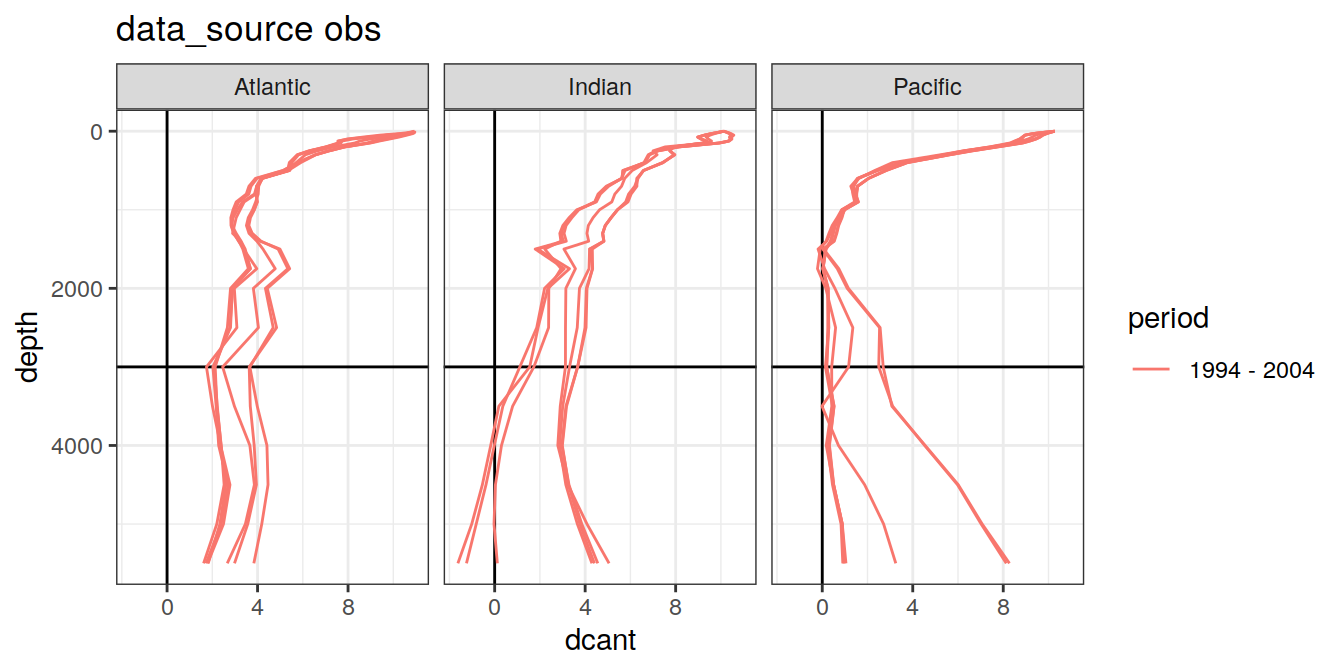 data_source obs
Atlantic
Indian
Pacific
0
2000
4000
depth
0 4 8
0 4 8
0 4 8
dcant
period
1994 - 2004